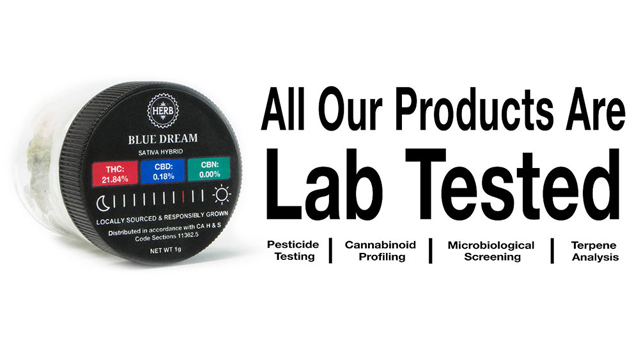 HERB
BLUE DREAM
SATIVA HYBRID
THC:
21.84%
CBD:
0.18%
CBN:
0.00%
LOCALLY SOURCED & RESPONSIBLY GROWN
Distributed in accordance with CA H & S
Code Sections 11362.5
NET WT 1g
All Our Products Are
Lab Tested
Pesticide
Testing
Cannabinoid
Profiling
Microbiological
Screening
Terpene
Analysis